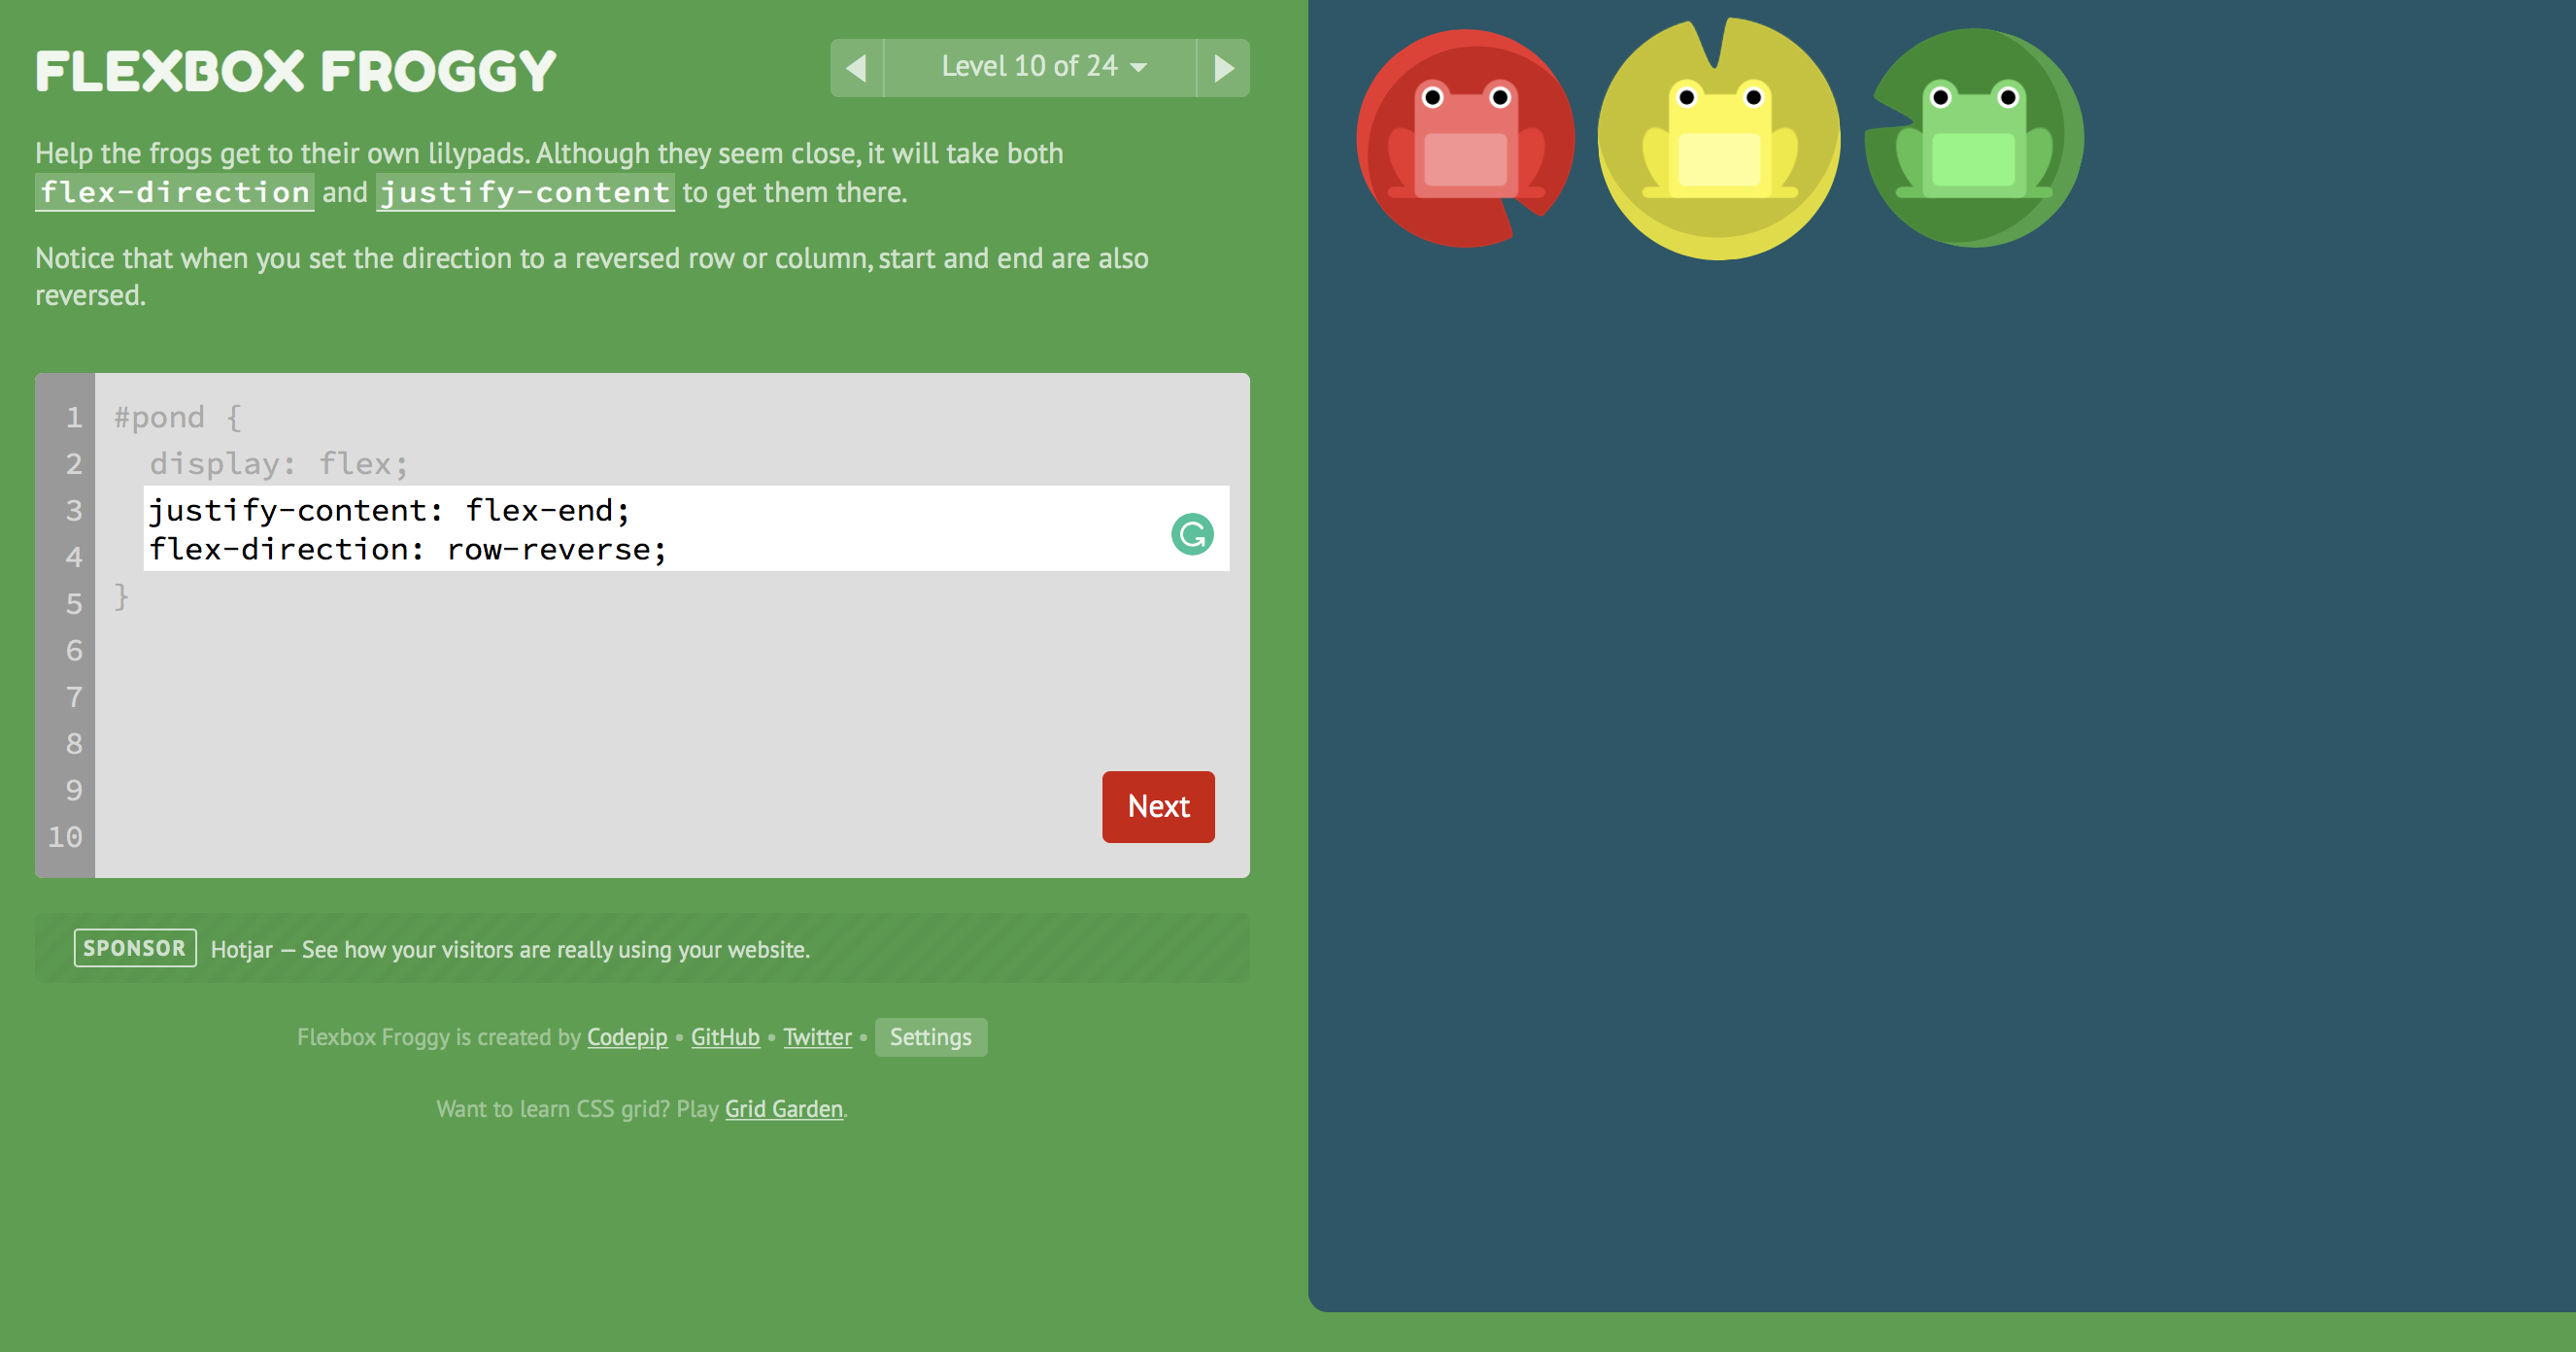 FLEXBOX FROGGY
Level 10 of 24
Help the frogs get to their own lilypads. Although they seem close, it will take both
flex-direction and justify-content to get them there.
Notice that when you set the direction to a reversed row or column, start and end are also
reversed.
1 #pond {
2 display: flex;
3 justify-content: flex-end;
4 flex-direction: row-reverse;
5 }
6
7
8
9
10
Next
SPONSOR Hotjar — See how your visitors are really using your website.
Flexbox Froggy is created by Codepip • GitHub • Twitter • Settings
Want to learn CSS grid? Play Grid Garden.